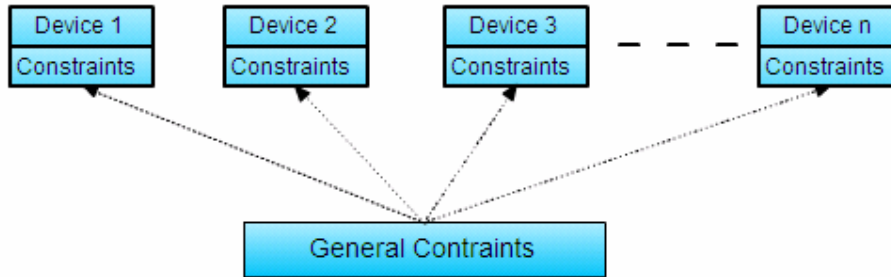 Device 1
Constraints
Device 2
Constraints
Device 3
Constraints
Device n
Constraints
General Contraints